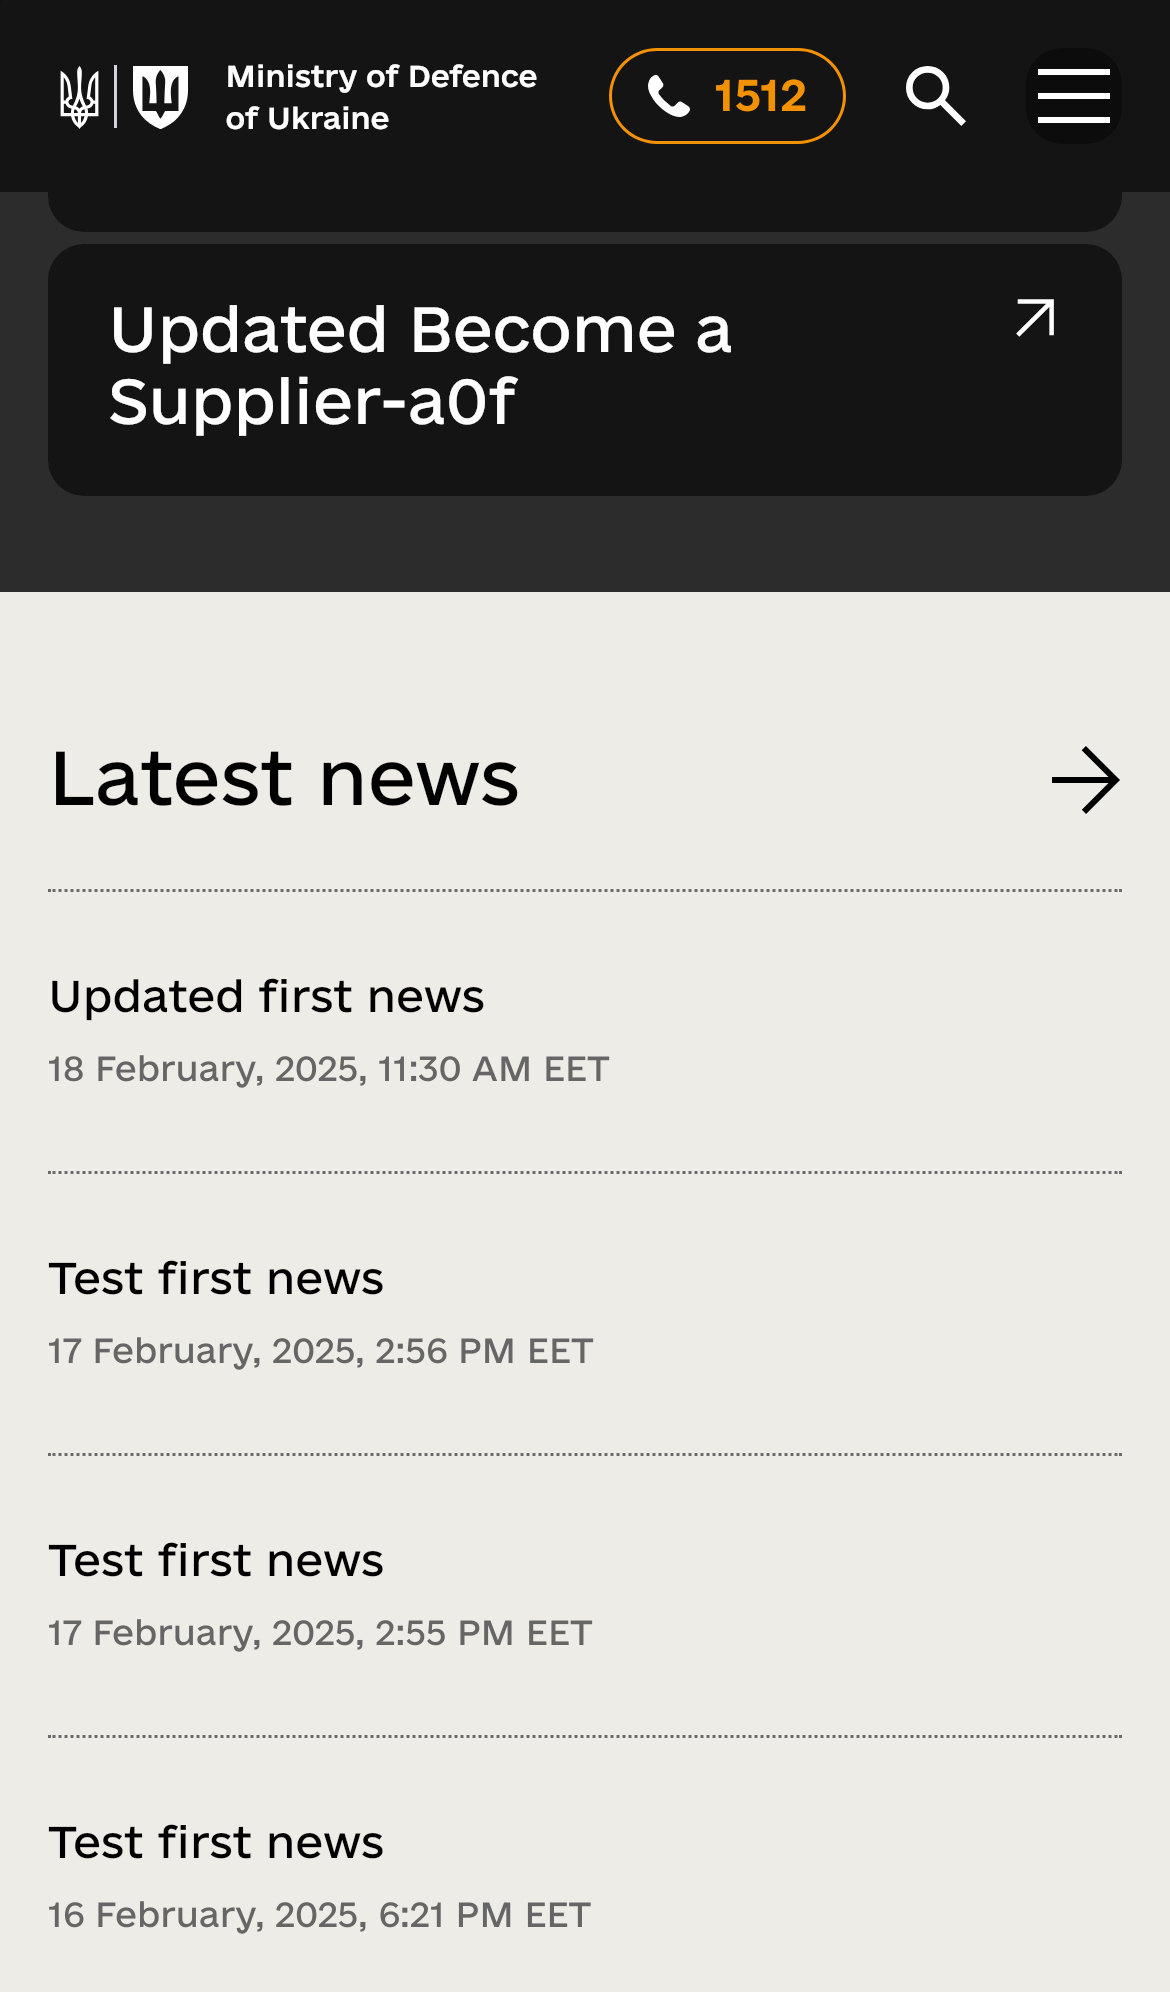 Ministry of Defence
of Ukraine
1512
Updated Become a
Supplier-a0f
Latest news
Updated first news
18 February, 2025, 11:30 AM EET
Test first news
17 February, 2025, 2:56 PM EET
Test first news
17 February, 2025, 2:55 PM EET
Test first news
16 February, 2025, 6:21 PM EET